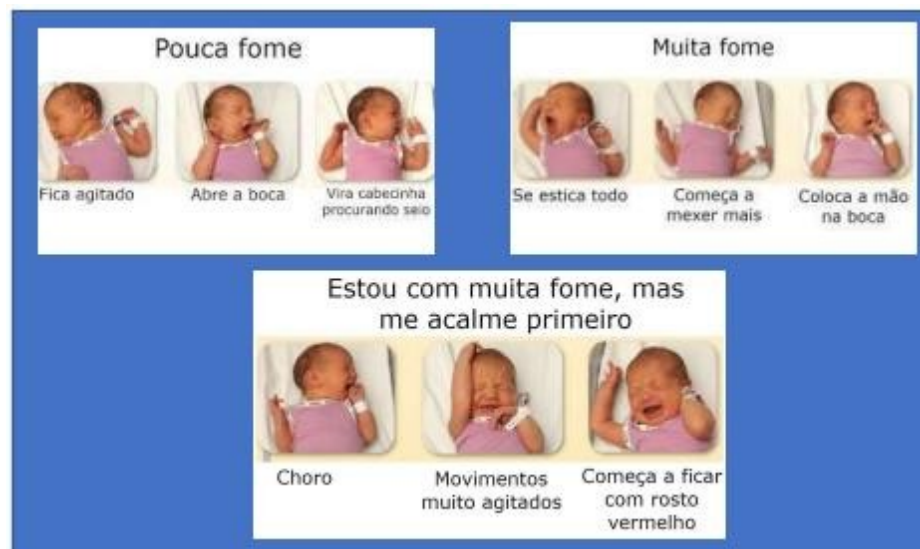 Pouca fome
Fica agitado
Abre a boca
Vira cabecinha
procurando seio
Muita fome
Se estica todo
Começa a
mexer mais
Coloca a mão
na boca
Estou com muita fome, mas
me acalme primeiro
Choro
Movimentos
muito agitados
Começa a ficar
com rosto
vermelho